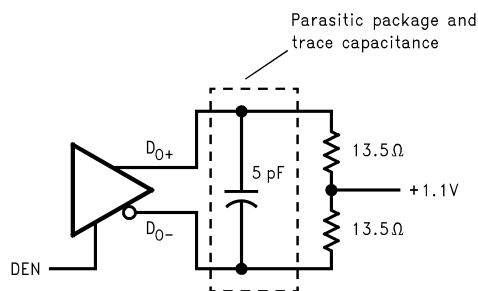 Parasitic package and
trace capacitance
DO+
13.5Ω
5 pF
+1.1V
13.5Ω
DO-
DEN